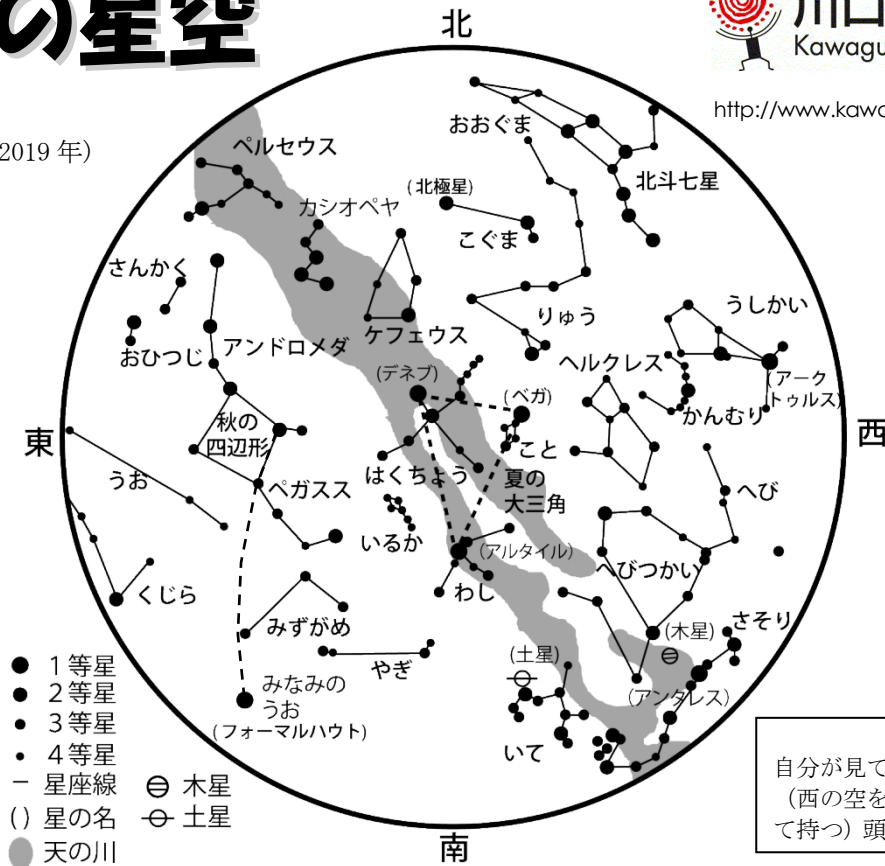 の星空
北
川口
Kawagu
http://www.kawa
2019 年)
おおぐま
ペルセウス
北斗七星
(北極星)
カシオペヤ
こぐま
さんかく
うしかい
りゅう
ケフェウス
アンドロメダ
おひつじ
ヘルクレス
(デネブ)
(アーク
トゥルス)
(ベガ)
かんむり
秋の
四辺形
東
西
こと
はくちょう
うお
夏の
大三角
ペガスス
へび
いるか
(アルタイル)
へびつかい
くじら
わし
さそり
みずがめ
(木星)
(土星)
やぎ
みなみの
うお
(フォーマルハウト)
(アンタレス)
いて
南
1等星
2等星
3等星
4等星
星座線
木星
() 星の名
土星
天の川
自分が見て
(西の空を
て持つ) 頭